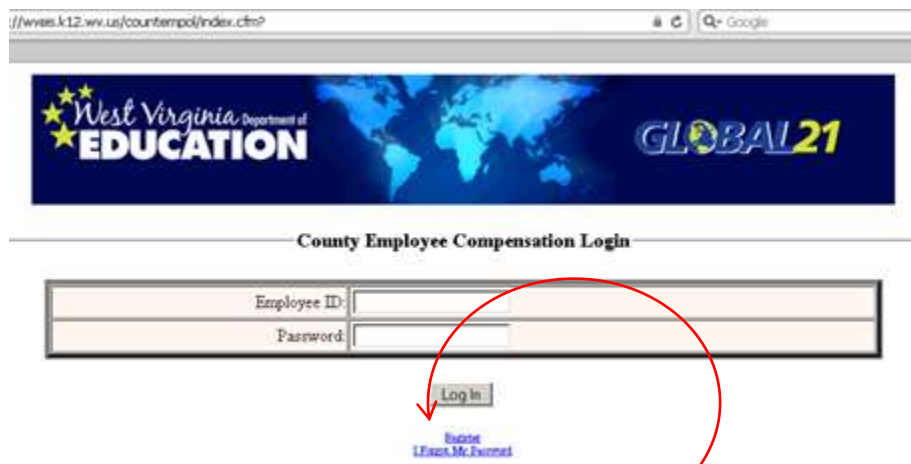 ://wveis.k12.wv.us/countempol/index.cfm?
Google
West Virginia Department of
EDUCATION
GLOBAL21
County Employee Compensation Login
Employee ID:
Password:
Log In
Register
I Forgot My Password